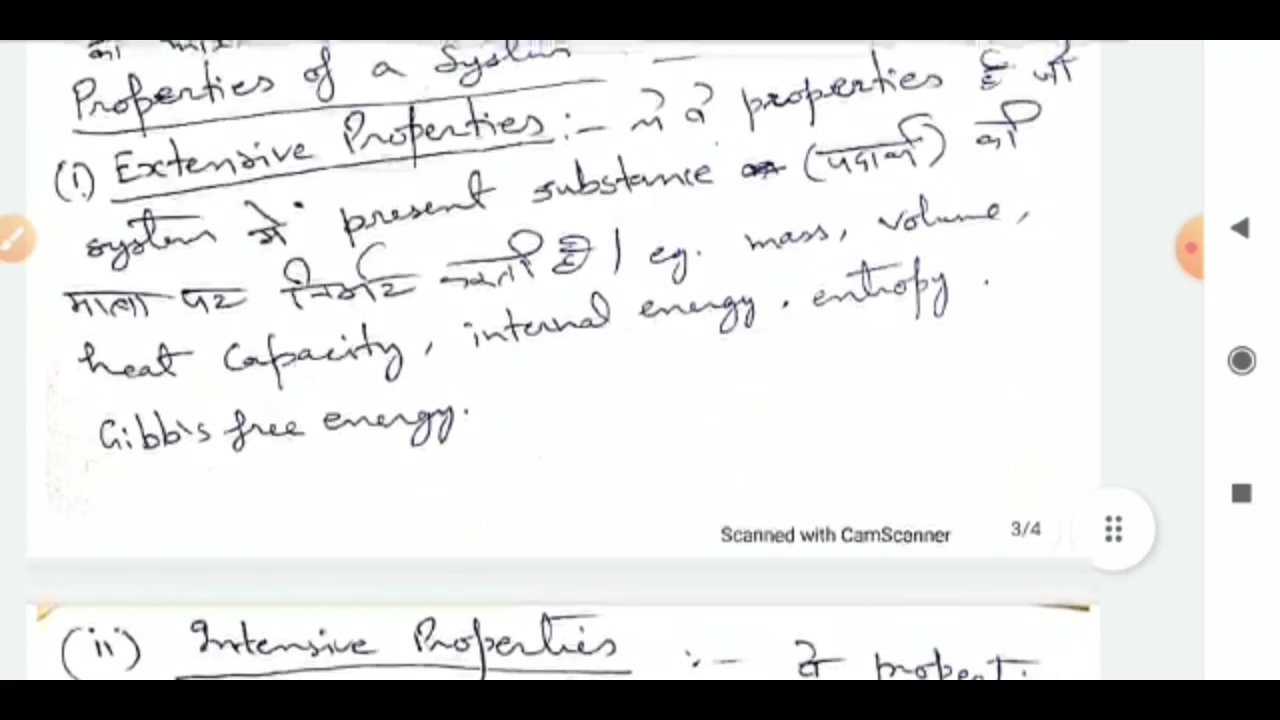 Properties of a System
(i) Extensive Properties :- ये वे properties हैं जो
system में present substance (पदार्थ) की
मात्रा पर निर्भर करती हैं | eg. mass, volume,
heat capacity, internal energy, entropy.
Gibb's free energy.
Scanned with CamScanner 3/4
(ii) Intensive Properties :- वे